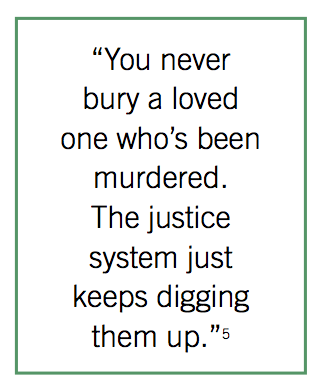 “You never
bury a loved
one who’s been
murdered.
The justice
system just
keeps digging
them up.”5